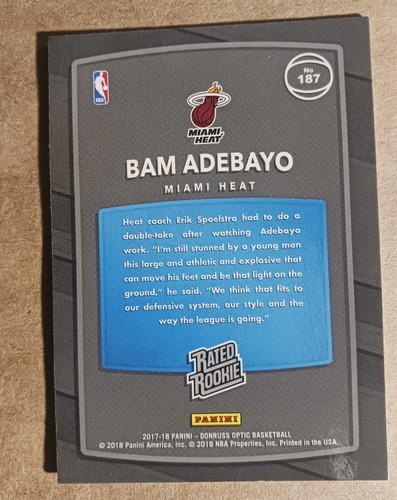 NBA
No
187
MIAMI
HEAT
BAM ADEBAYO
MIAMI HEAT
Heat coach Erik Spoelstra had to do a
double-take after watching Adebayo
work. "I'm still stunned by a young man
this large and athletic and explosive that
can move his feet and be that light on the
ground," he said. "We think that fits to
our defensive system, our style and the
way the league is going."
RATED
ROOKIE
PANINI
2017-18 PANINI – DONRUSS OPTIC BASKETBALL
© 2018 Panini America, Inc. © 2018 NBA Properties, Inc. Printed in the USA.